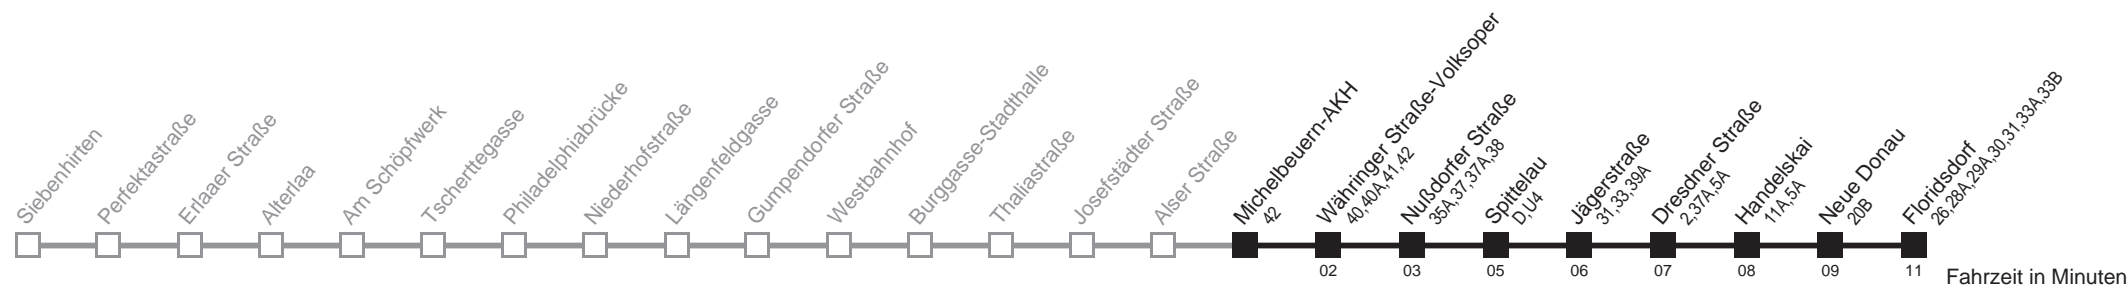 Siebenhirten
Perfektastraße
Erlaaer Straße
Alterlaa
Am Schöpfwerk
Tscherttegasse
Philadelphiabrücke
Niederhofstraße
Längenfeldgasse
Gumpendorfer Straße
Westbahnhof
Burggasse-Stadthalle
Thaliastraße
Josefstädter Straße
Alser Straße
Michelbeuern-AKH
42
Währinger Straße-Volksoper
40,40A,41,42
Nußdorfer Straße
35A,37,37A,38
Spittelau
D,U4
Jägerstraße
31,33,39A
Dresdner Straße
2,37A,5A
Handelskai
11A,5A
Neue Donau
20B
Floridsdorf
26,28A,29A,30,31,33A,33B
02 03 05 06 07 08 09 11
Fahrzeit in Minuten